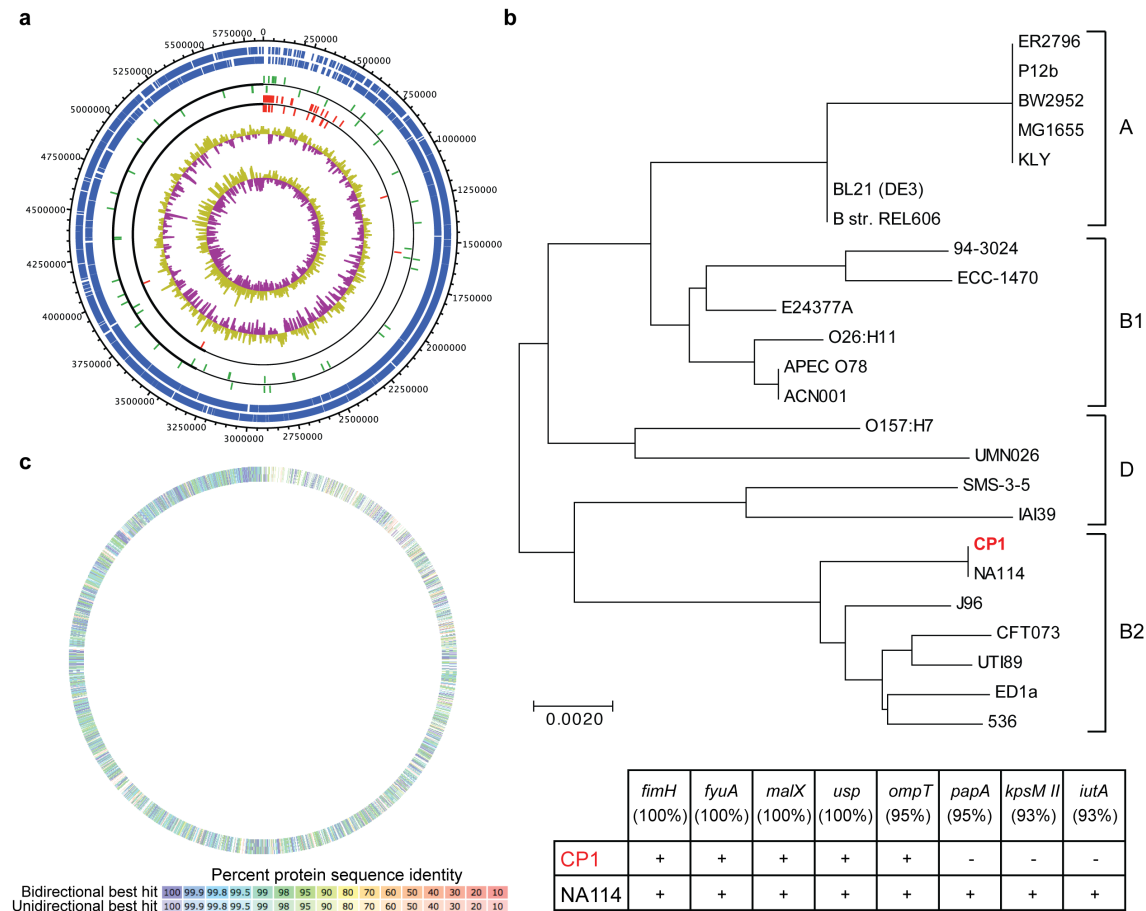 a
0
250000
500000
750000
1000000
1250000
1500000
1750000
2000000
2250000
2500000
2750000
3000000
3250000
3500000
3750000
4000000
4250000
4500000
4750000
5000000
5250000
5500000
5750000
b
ER2796
P12b
BW2952
MG1655
KLY
BL21 (DE3)
B str. REL606
A
94-3024
ECC-1470
E24377A
O26:H11
APEC O78
ACN001
B1
O157:H7
UMN026
SMS-3-5
IAI39
D
CP1
NA114
J96
CFT073
UTI89
ED1a
536
B2
0.0020
c
Percent protein sequence identity
Bidirectional best hit 100 99.9 99.8 99.5 99 98 95 90 80 70 60 50 40 30 20 10
Unidirectional best hit 100 99.9 99.8 99.5 99 98 95 90 80 70 60 50 40 30 20 10
fimH fyuA malX usp ompT papA kpsM II iutA
(100%) (100%) (100%) (100%) (95%) (95%) (93%) (93%)
CP1 + + + + + - - -
NA114 + + + + + + + +